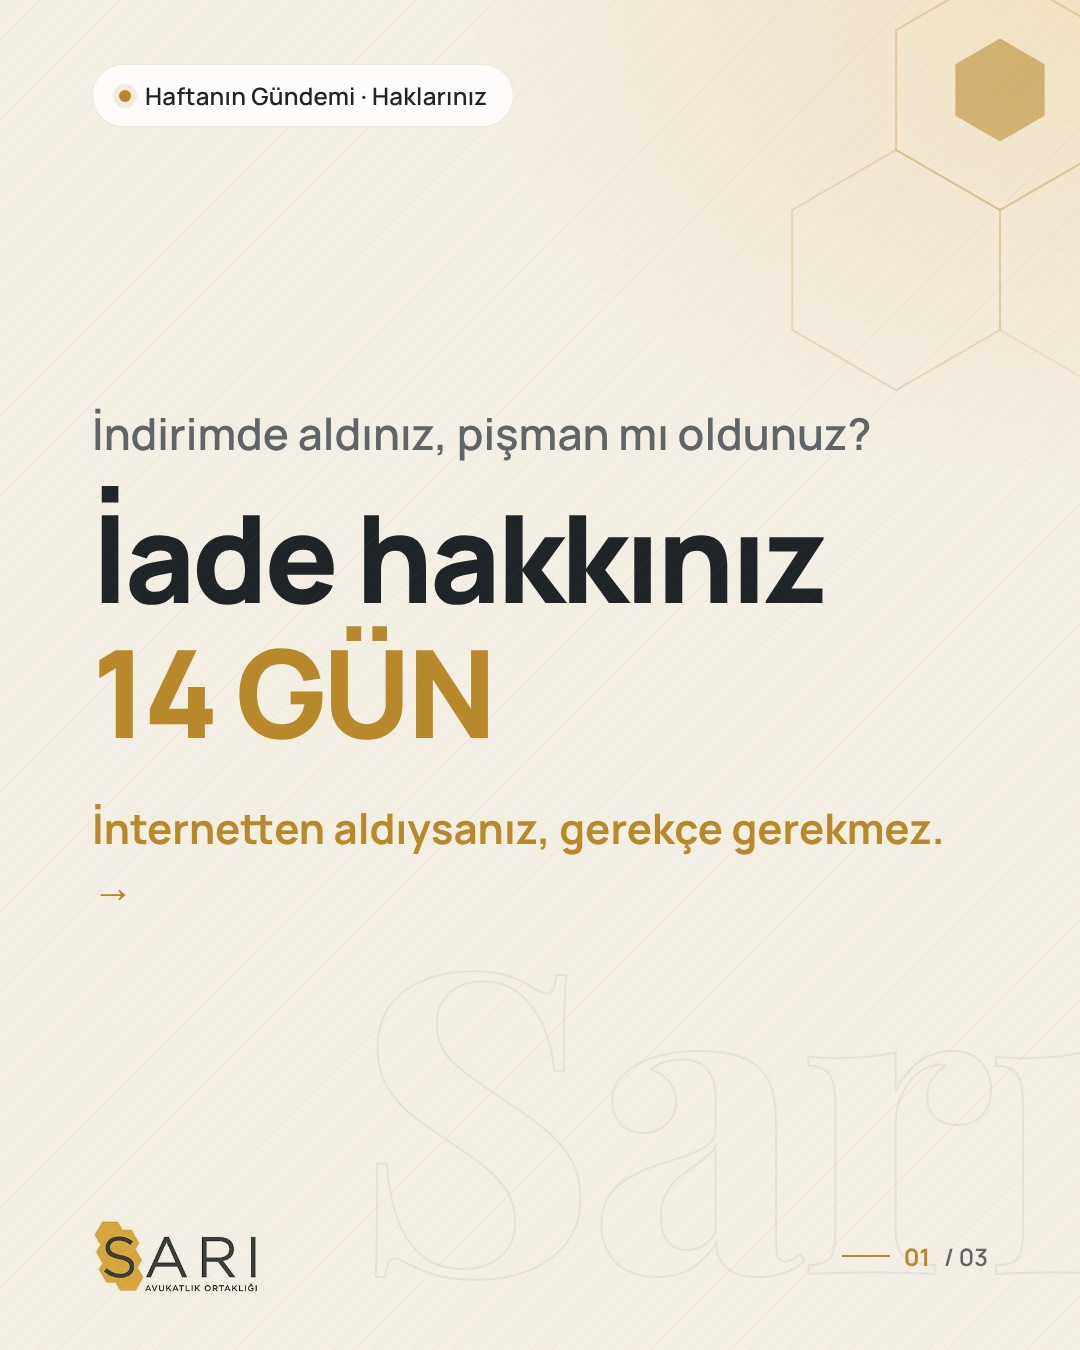 Haftanın Gündemi · Haklarınız
İndirimde aldınız, pişman mı oldunuz?
İade hakkınız
14 GÜN
İnternetten aldıysanız, gerekçe gerekmez.
→
Sarı
SARI
AVUKATLIK ORTAKLIĞI
01 / 03